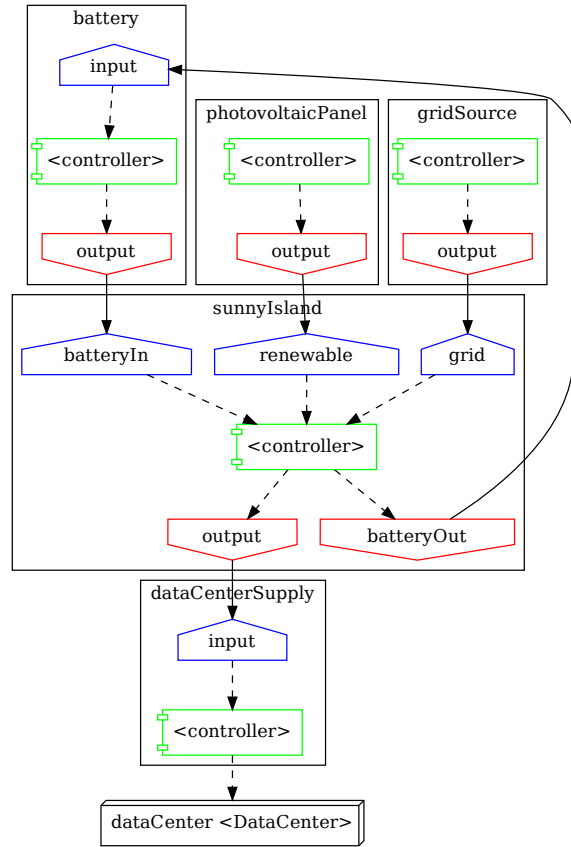 battery
input
photovoltaicPanel
gridSource
<controller>
<controller>
<controller>
output
output
output
sunnyIsland
batteryIn
renewable
grid
<controller>
output
batteryOut
dataCenterSupply
input
<controller>
dataCenter <DataCenter>